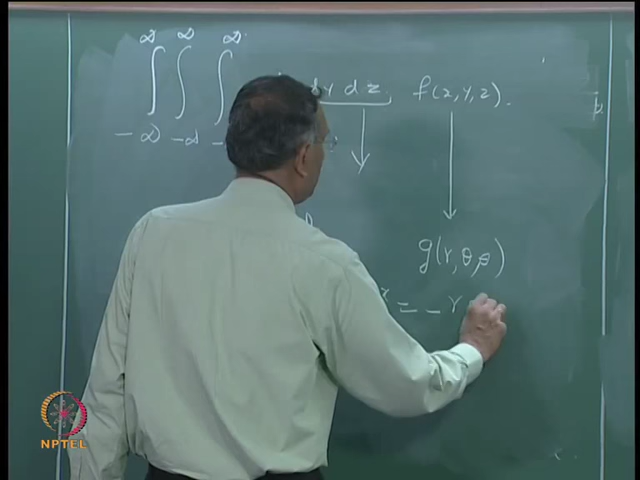 ∞ ∞ ∞
∫ ∫ ∫ dy dz f(x,y,z).
-∞ -∞ -
g(r,θ,ø)
= - r
NPTEL